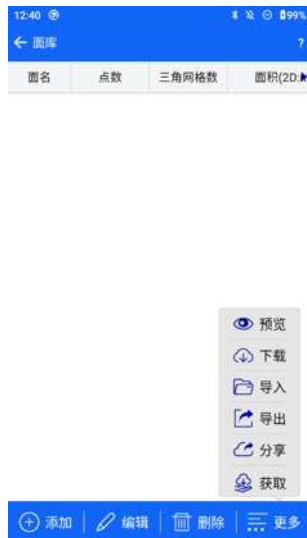 12:40 99%
面库 ?
面名 点数 三角网格数 面积(2D:
预览
下载
导入
导出
分享
获取
添加 编辑 删除 更多